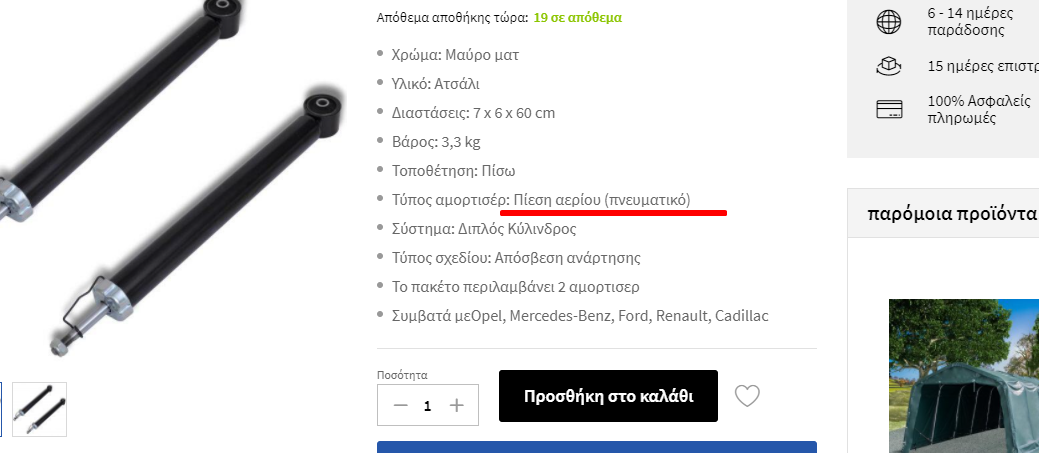 Απόθεμα αποθήκης τώρα: 19 σε απόθεμα
Χρώμα: Μαύρο ματ
Υλικό: Ατσάλι
Διαστάσεις: 7 x 6 x 60 cm
Βάρος: 3,3 kg
Τοποθέτηση: Πίσω
Τύπος αμορτισέρ: Πίεση αερίου (πνευματικό)
Σύστημα: Διπλός Κύλινδρος
Τύπος σχεδίου: Απόσβεση ανάρτησης
Το πακέτο περιλαμβάνει 2 αμορτισερ
Συμβατά μεOpel, Mercedes-Benz, Ford, Renault, Cadillac
Ποσότητα
1
Προσθήκη στο καλάθι
6 - 14 ημέρες
παράδοσης
15 ημέρες επιστρ
100% Ασφαλείς
πληρωμές
παρόμοια προϊόντα